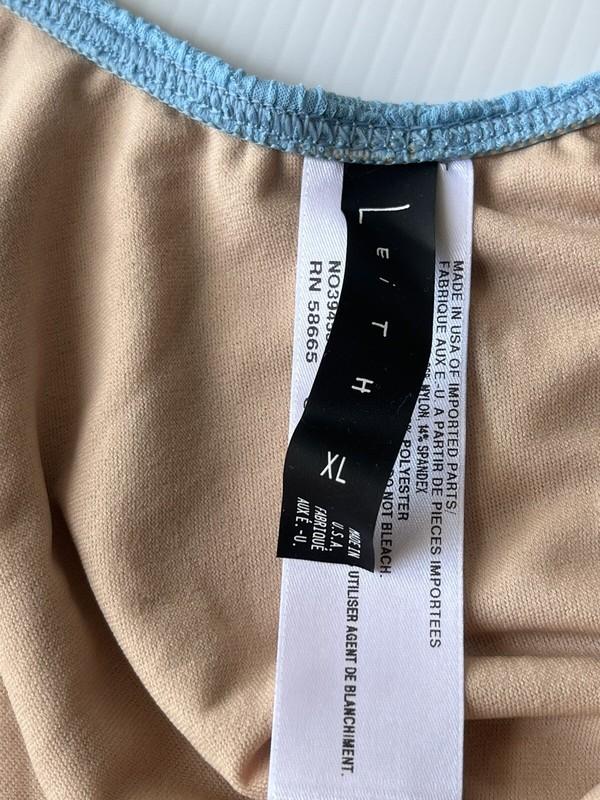 LeiTH
XL
MADE IN
U.S.A.
FABRIQUÉ
AUX É.-U.
RN 58665
MADE IN USA OF IMPORTED PARTS/
FABRIQUE AUX E.-U. A PARTIR DE PIECES IMPORTEES
NYLON, 14% SPANDEX
POLYESTER
NOT BLEACH.
UTILISER AGENT DE BLANCHIMENT.